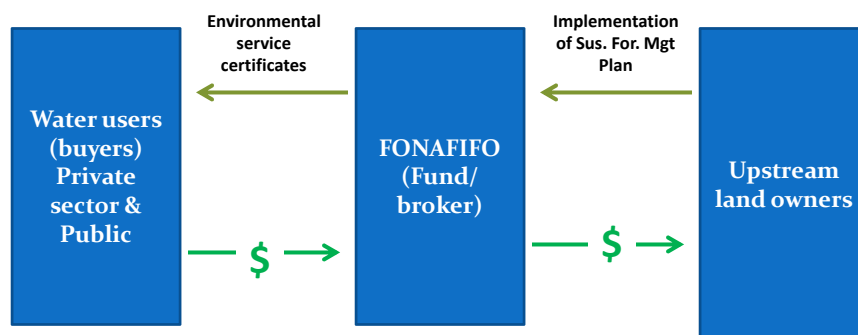 Environmental
service
certificates
Implementation
of Sus. For. Mgt
Plan
Water users
(buyers)
Private
sector &
Public
FONAFIFO
(Fund/
broker)
Upstream
land owners
$
$